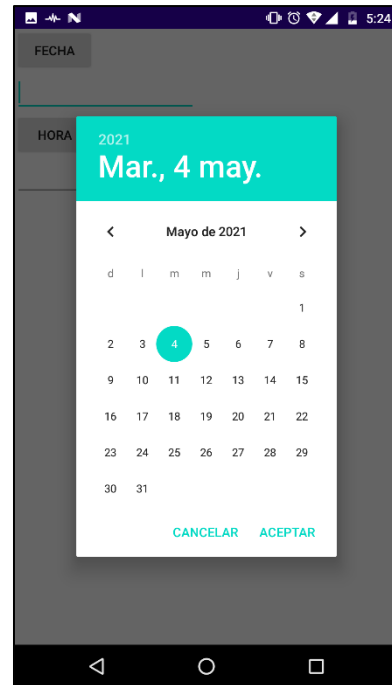 5:24
FECHA
HORA
2021
Mar., 4 may.
Mayo de 2021
d l m m j v s
1
2 3 4 5 6 7 8
9 10 11 12 13 14 15
16 17 18 19 20 21 22
23 24 25 26 27 28 29
30 31
CANCELAR ACEPTAR